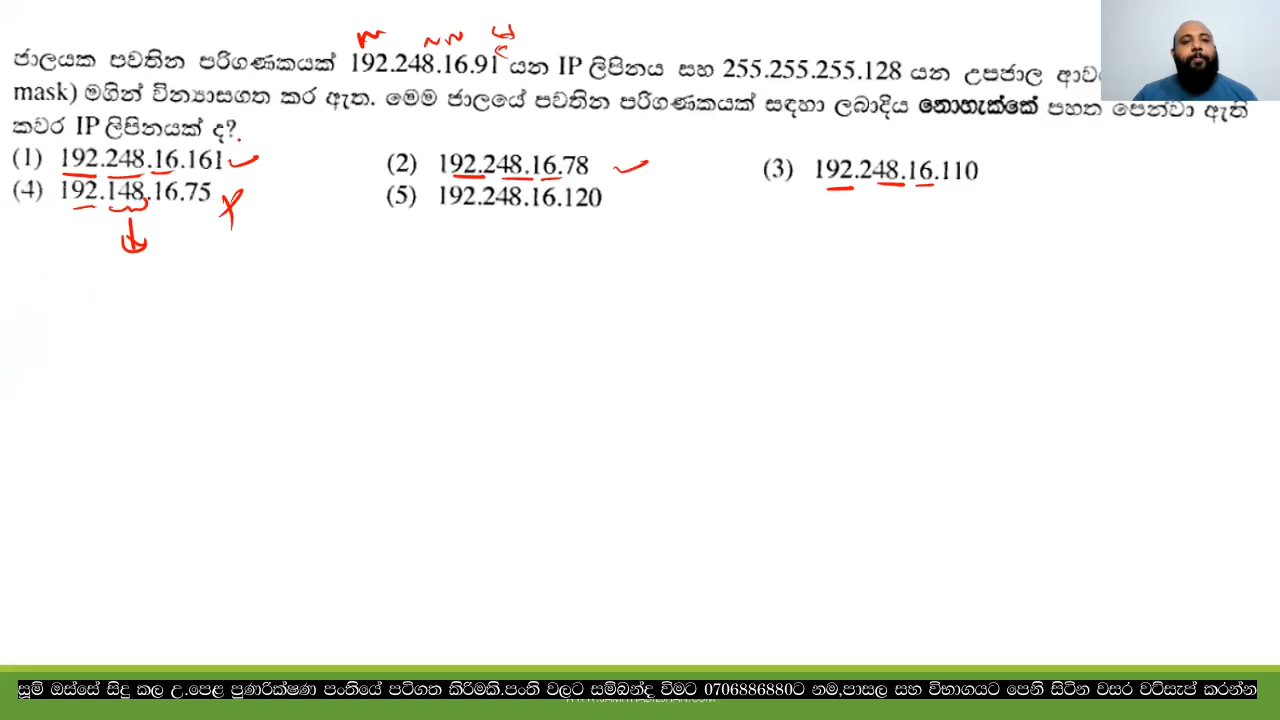 ජාලයක පවතින පරිගණකයක් 192.248.16.91 යන IP ලිපිනය සහ 255.255.255.128 යන උපජාල
mask) මගින් වින්‍යාසගත කර ඇත. මෙම ජාලයේ පවතින පරිගණකයක් සඳහා ලබාදිය නොහැක්කේ පහත පෙන්වා ඇති
කවර IP ලිපිනයක් ද?
(1) 192.248.16.161 (2) 192.248.16.78 (3) 192.248.16.110
(4) 192.148.16.75 (5) 192.248.16.120
සූම් ඔස්සේ සිදු කල උ.පෙළ පුණරීක්ෂණ පංතියේ පටිගත කිරීමකි.පංති වලට සම්බන්ද වීමට 0706886880ට නම,පාසල සහ විභාගයට පෙනී සිටින වසර වට්සැප් කරන්න